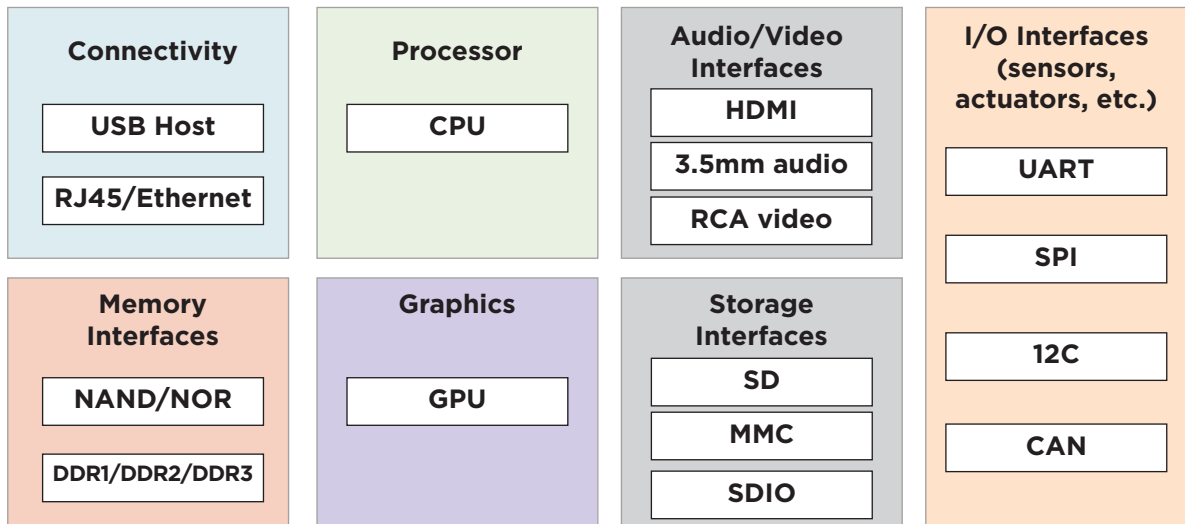 Connectivity
USB Host
RJ45/Ethernet
Processor
CPU
Audio/Video
Interfaces
HDMI
3.5mm audio
RCA video
I/O Interfaces
(sensors,
actuators, etc.)
UART
SPI
12C
CAN
Memory
Interfaces
NAND/NOR
DDR1/DDR2/DDR3
Graphics
GPU
Storage
Interfaces
SD
MMC
SDIO